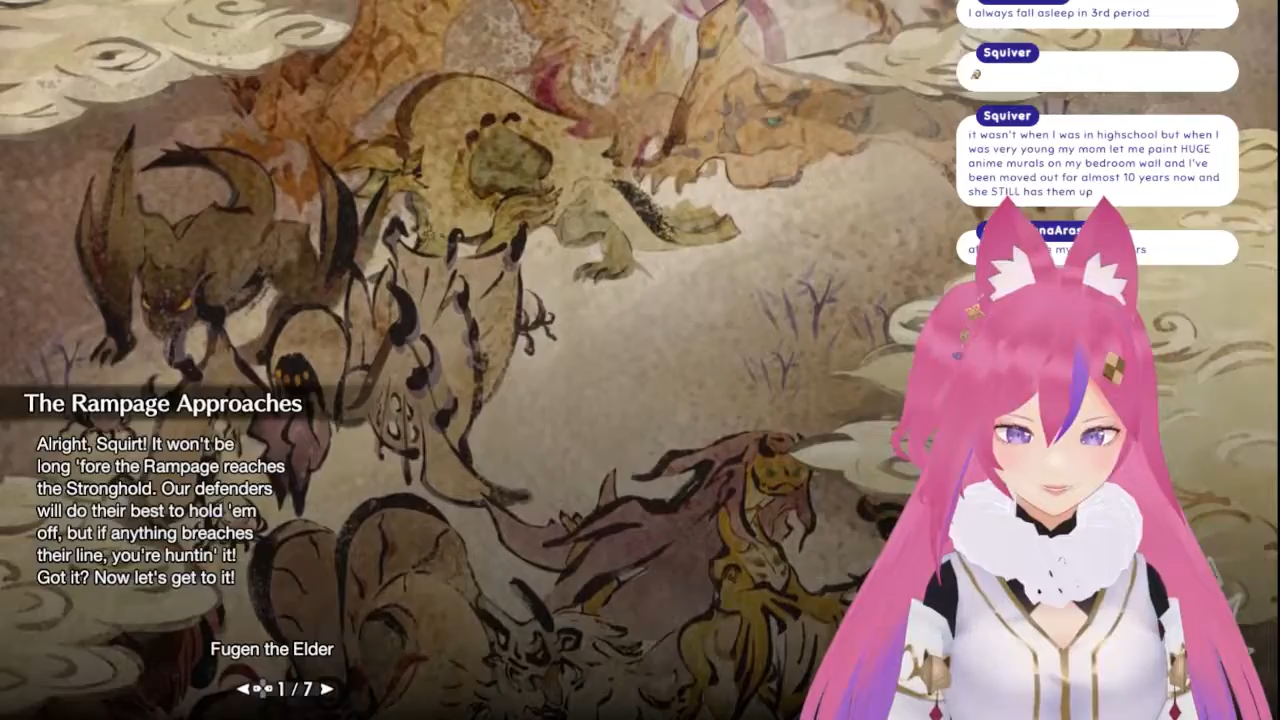 I always fall asleep in 3rd period
Squiver
Squiver
it wasn't when I was in highschool but when I
was very young my mom let me paint HUGE
anime murals on my bedroom wall and I've
been moved out for almost 10 years now and
she STILL has them up
The Rampage Approaches
Alright, Squirt! It won't be
long 'fore the Rampage reaches
the Stronghold. Our defenders
will do their best to hold 'em
off, but if anything breaches
their line, you're huntin' it!
Got it? Now let's get to it!
Fugen the Elder
1 / 7